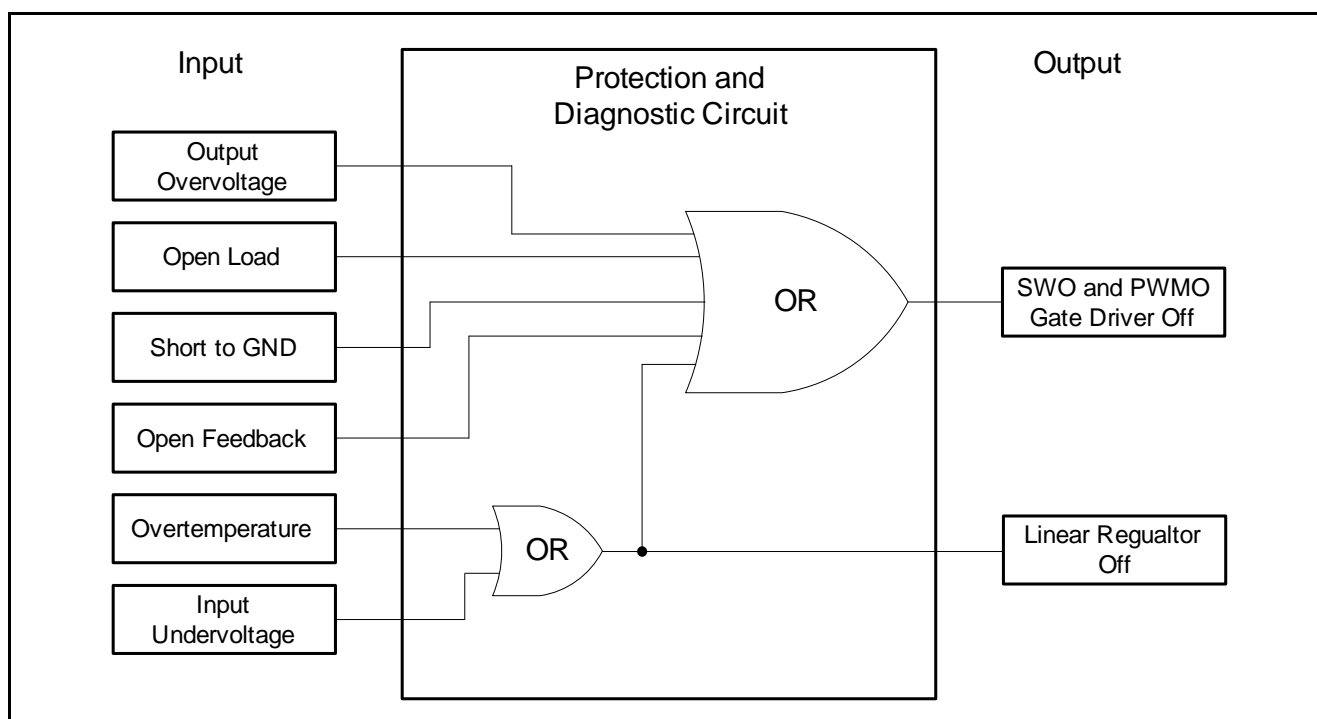 Input
Protection and
Diagnostic Circuit
Output
Output
Overvoltage
Open Load
Short to GND
Open Feedback
Overtemperature
Input
Undervoltage
OR
OR
SWO and PWMO
Gate Driver Off
Linear Regualtor
Off